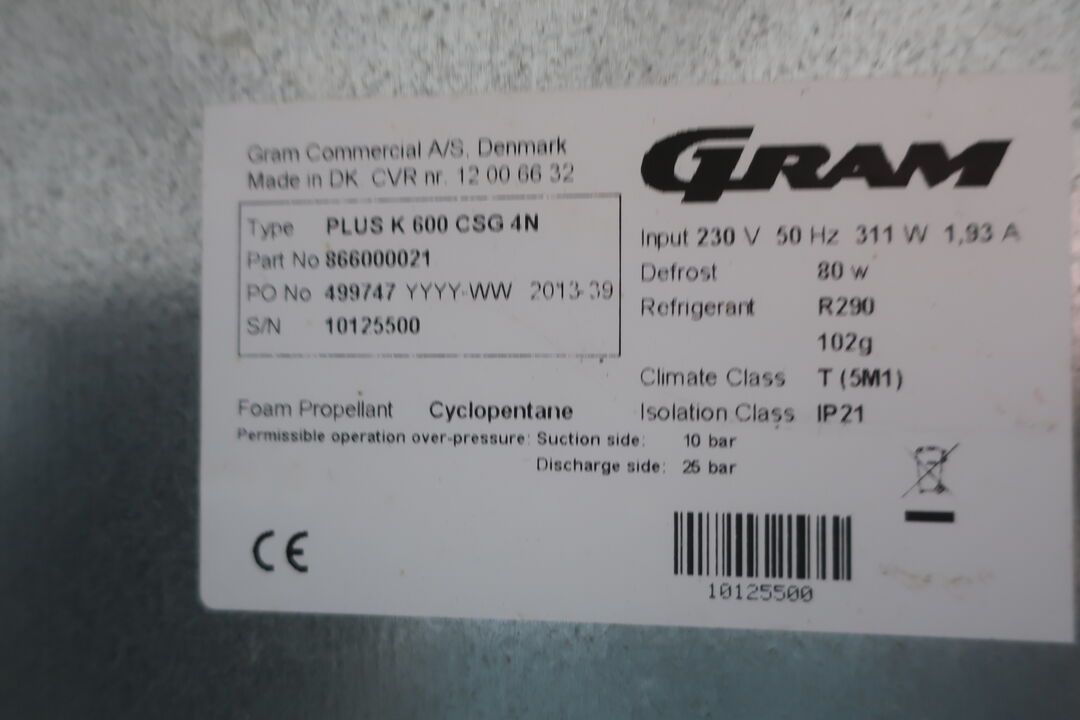 Gram Commercial A/S, Denmark
Made in DK CVR nr. 12 00 66 32
GRAM
Type PLUS K 600 CSG 4N
Part No 866000021
PO No 499747 YYYY-WW 2013-39
S/N 10125500
Input 230 V 50 Hz 311 W 1,93 A
Defrost 80 w
Refrigerant R290
102g
Climate Class T (5M1)
Isolation Class IP21
Foam Propellant Cyclopentane
Permissible operation over-pressure: Suction side: 10 bar
Discharge side: 25 bar
CE
10125500